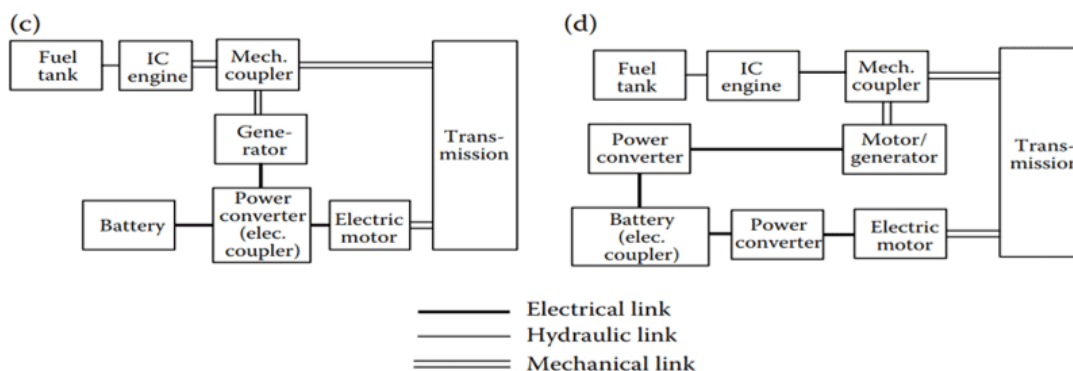 (c)
Fuel
tank
IC
engine
Mech.
coupler
Gene-
rator
Trans-
mission
Battery
Power
converter
(elec.
coupler)
Electric
motor
(d)
Fuel
tank
IC
engine
Mech.
coupler
Power
converter
Motor/
generator
Trans-
mission
Battery (elec.
coupler)
Power
converter
Electric
motor
Electrical link
Hydraulic link
Mechanical link